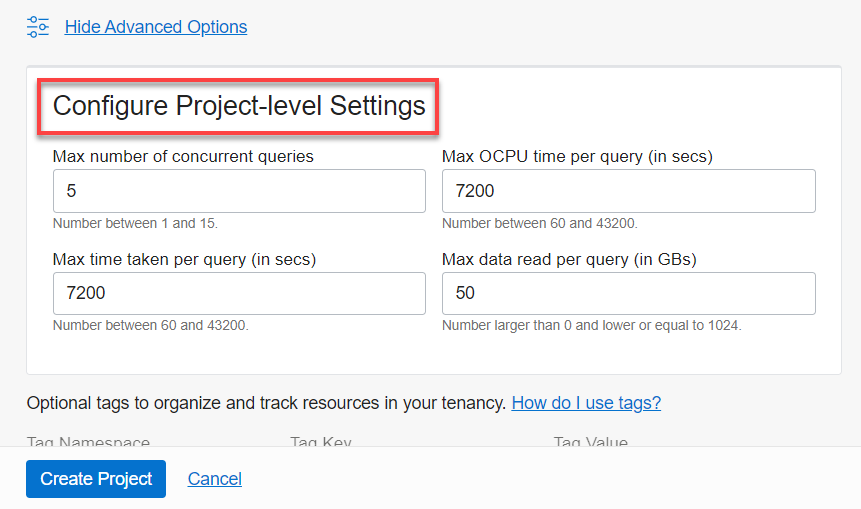 Hide Advanced Options
Configure Project-level Settings
Max number of concurrent queries
5
Number between 1 and 15.
Max OCPU time per query (in secs)
7200
Number between 60 and 43200.
Max time taken per query (in secs)
7200
Number between 60 and 43200.
Max data read per query (in GBs)
50
Number larger than 0 and lower or equal to 1024.
Optional tags to organize and track resources in your tenancy. How do I use tags?
Tag Namespace Tag Key Tag Value
Create Project Cancel